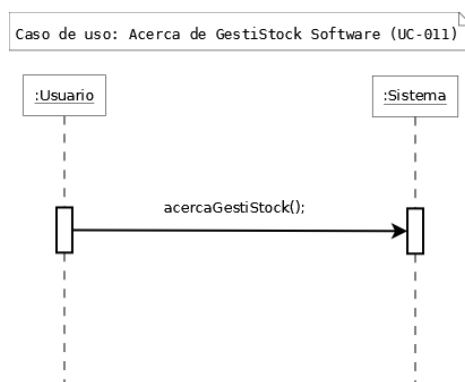 Caso de uso: Acerca de GestiStock Software (UC-011)
:Usuario
:Sistema
acercaGestiStock();